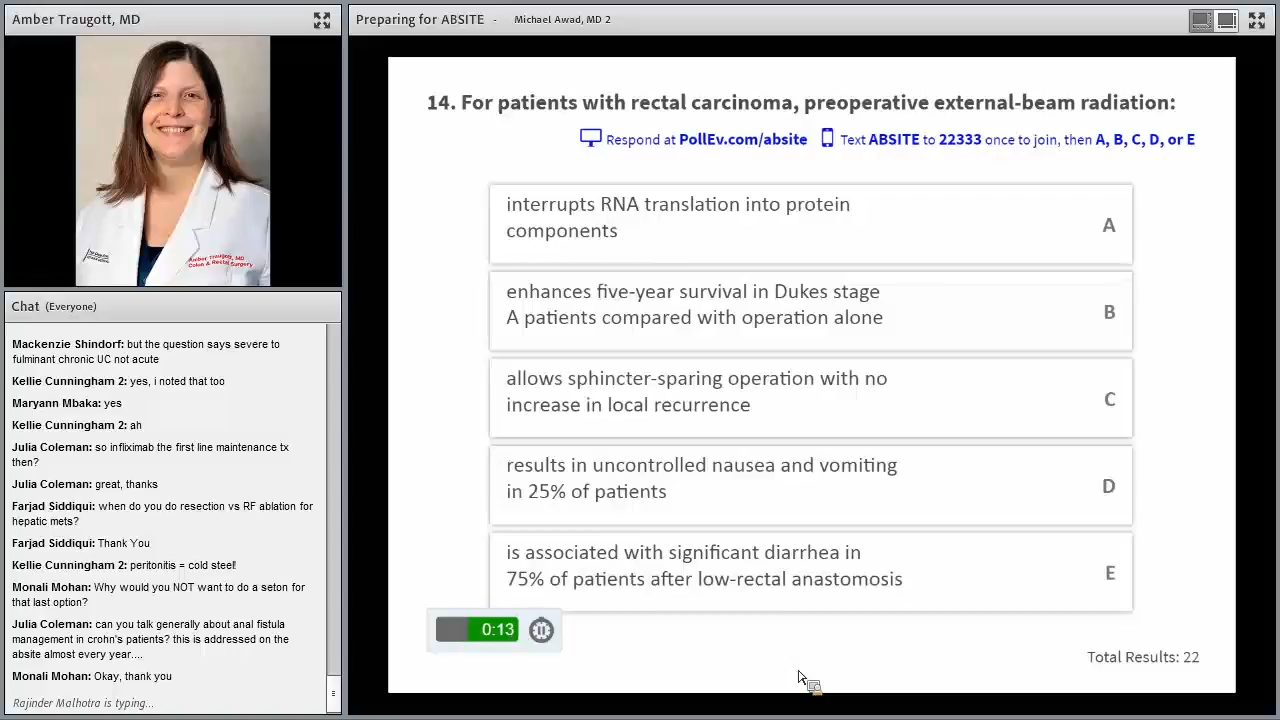 Amber Traugott, MD
Amber Traugott, MD
Colon & Rectal Surgery
Chat (Everyone)
Mackenzie Shindorf: but the question says severe to
fulminant chronic UC not acute
Kellie Cunningham 2: yes, i noted that too
Maryann Mbaka: yes
Kellie Cunningham 2: ah
Julia Coleman: so infliximab the first line maintenance tx
then?
Julia Coleman: great, thanks
Farjad Siddiqui: when do you do resection vs RF ablation for
hepatic mets?
Farjad Siddiqui: Thank You
Kellie Cunningham 2: peritonitis = cold steel!
Monali Mohan: Why would you NOT want to do a seton for
that last option?
Julia Coleman: can you talk generally about anal fistula
management in crohn's patients? this is addressed on the
absite almost every year....
Monali Mohan: Okay, thank you
Rajinder Malhotra is typing...
Preparing for ABSITE - Michael Awad, MD 2
14. For patients with rectal carcinoma, preoperative external-beam radiation:
Respond at PollEv.com/absite Text ABSITE to 22333 once to join, then A, B, C, D, or E
interrupts RNA translation into protein
components
A
enhances five-year survival in Dukes stage
A patients compared with operation alone
B
allows sphincter-sparing operation with no
increase in local recurrence
C
results in uncontrolled nausea and vomiting
in 25% of patients
D
is associated with significant diarrhea in
75% of patients after low-rectal anastomosis
E
0:13
Total Results: 22